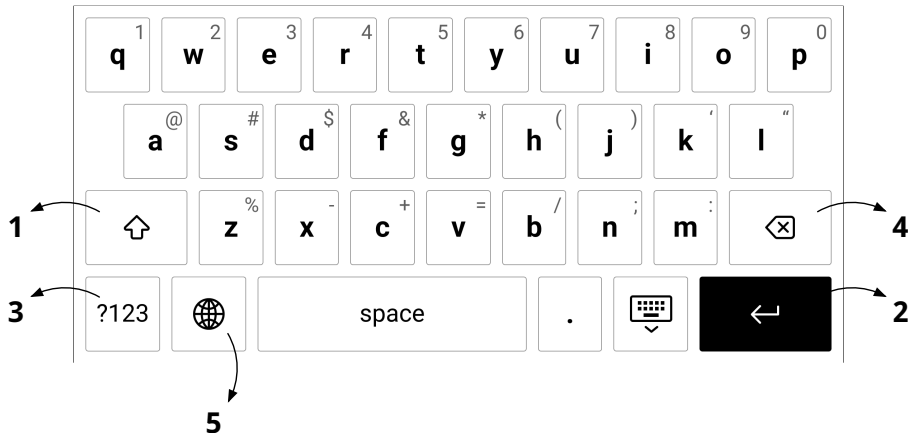 1 2 3 4 5 6 7 8 9 0
q w e r t y u i o p
@ # $ & * ( ) ‘ “
a s d f g h j k l
% - + = / ; :
1 z x c v b n m 4
3 ?123 space . 2
5